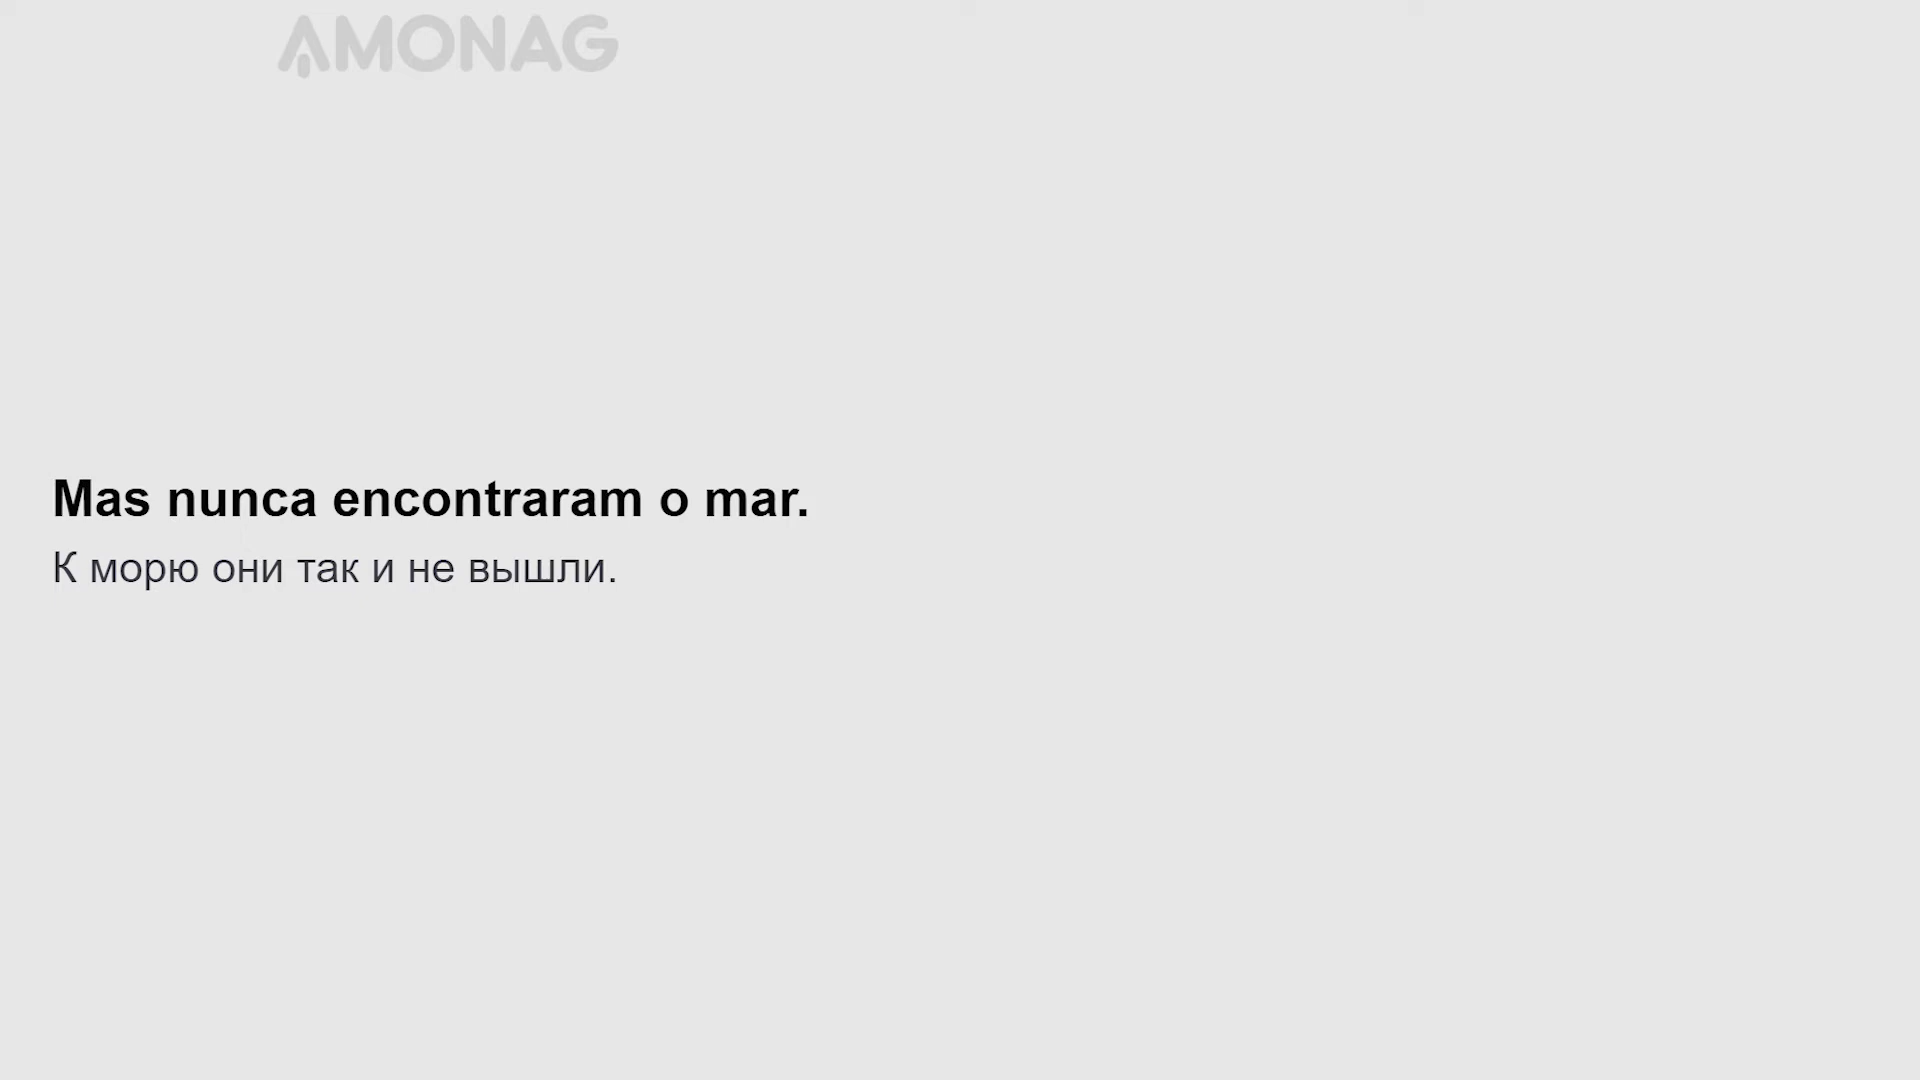 AMONAG
Mas nunca encontraram o mar.
К морю они так и не вышли.